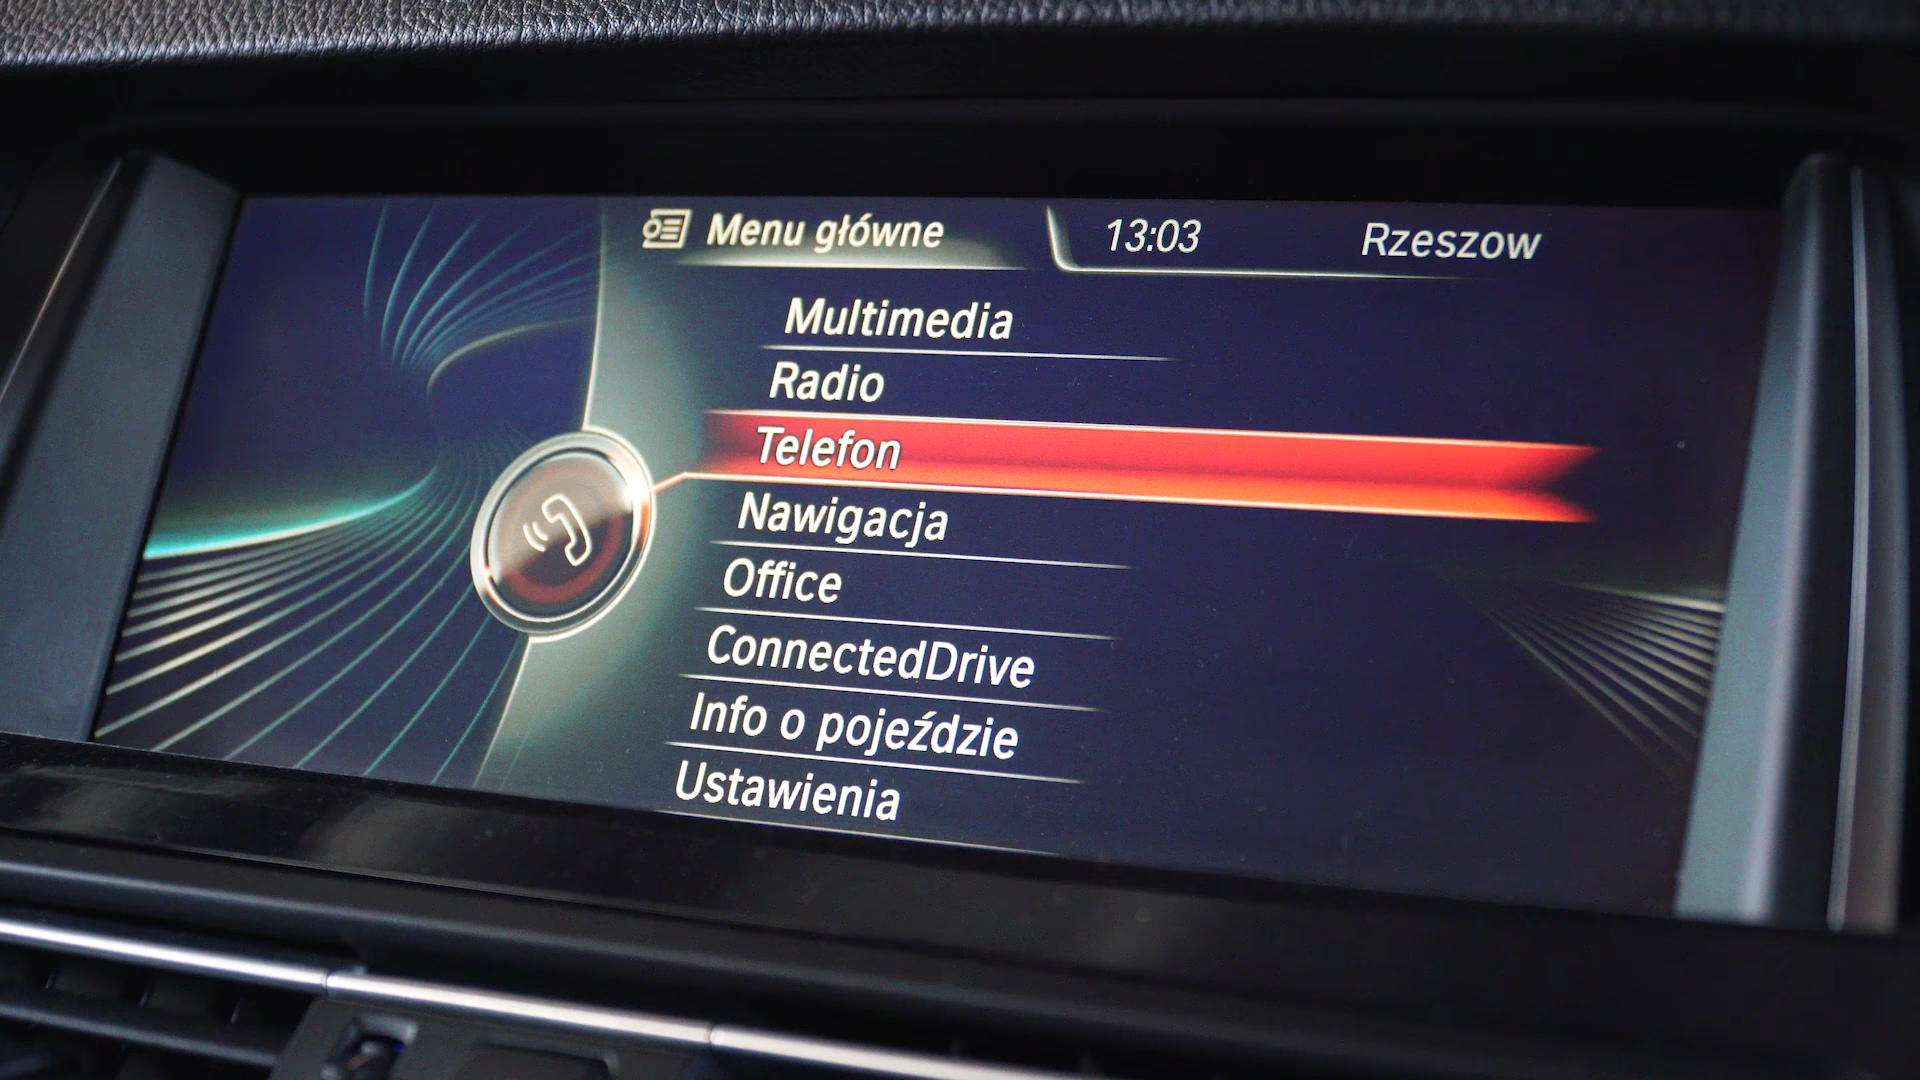 Menu główne 13:03 Rzeszow
Multimedia
Radio
Telefon
Nawigacja
Office
ConnectedDrive
Info o pojeździe
Ustawienia